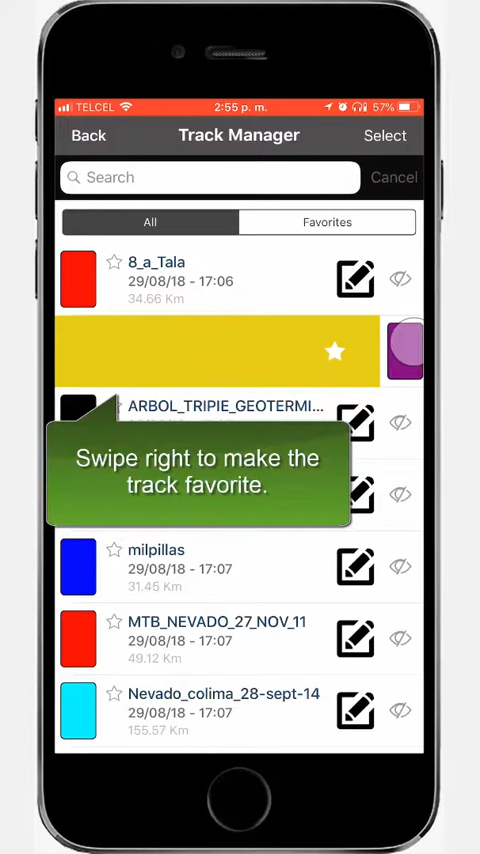 TELCEL
2:55 p. m.
57%
Back
Track Manager
Select
Search
Cancel
All
Favorites
8_a_Tala
29/08/18 - 17:06
34.66 Km
ARBOL_TRIPIE_GEOTERMI...
Swipe right to make the
track favorite.
milpillas
29/08/18 - 17:07
31.45 Km
MTB_NEVADO_27_NOV_11
29/08/18 - 17:07
49.12 Km
Nevado_colima_28-sept-14
29/08/18 - 17:07
155.57 Km